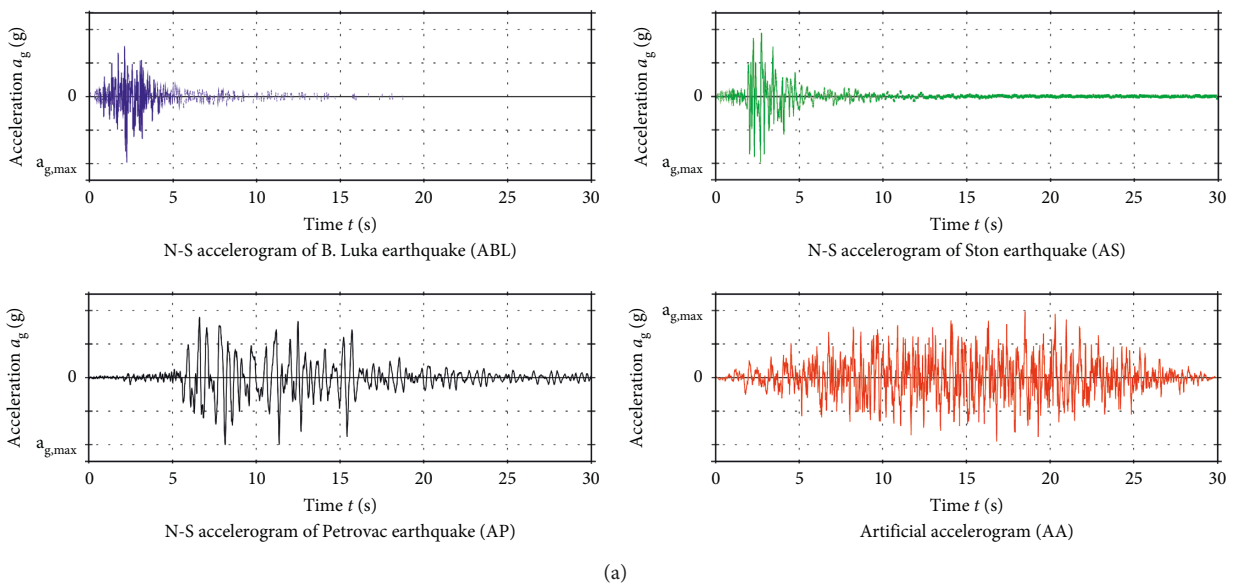 Acceleration a_g (g)
0
a_g,max
0 5 10 15 20 25 30
Time t (s)
N-S accelerogram of B. Luka earthquake (ABL)
Acceleration a_g (g)
0
a_g,max
0 5 10 15 20 25 30
Time t (s)
N-S accelerogram of Ston earthquake (AS)
Acceleration a_g (g)
0
a_g,max
0 5 10 15 20 25 30
Time t (s)
N-S accelerogram of Petrovac earthquake (AP)
Acceleration a_g (g)
a_g,max
0
0 5 10 15 20 25 30
Time t (s)
Artificial accelerogram (AA)
(a)